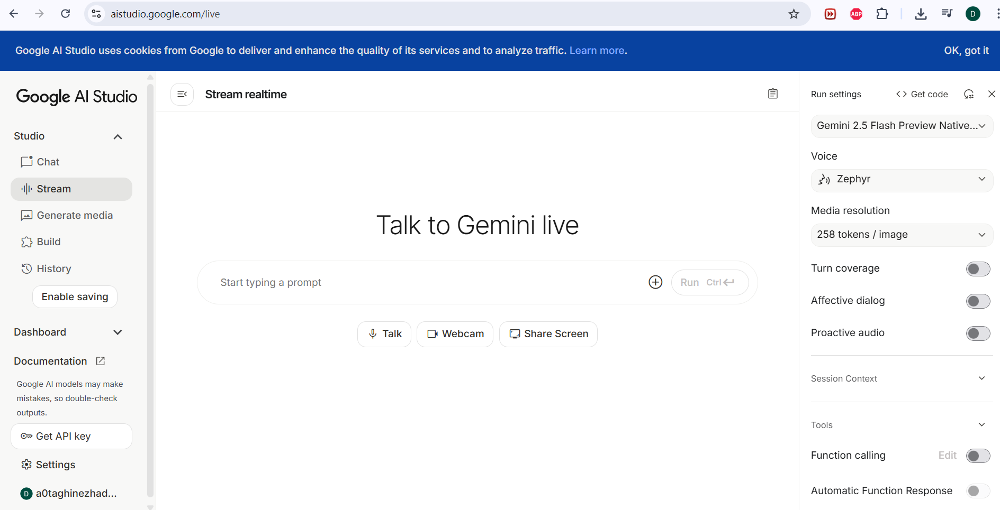 aistudio.google.com/live
ABP
D
Google AI Studio uses cookies from Google to deliver and enhance the quality of its services and to analyze traffic. Learn more.
OK, got it
Google AI Studio
Studio
Chat
Stream
Generate media
Build
History
Enable saving
Dashboard
Documentation
Google AI models may make
mistakes, so double-check
outputs.
Get API key
Settings
D
a0taghinezhad...
Stream realtime
Talk to Gemini live
Start typing a prompt
Run Ctrl
Talk
Webcam
Share Screen
Run settings
<> Get code
Gemini 2.5 Flash Preview Native...
Voice
Zephyr
Media resolution
258 tokens / image
Turn coverage
Affective dialog
Proactive audio
Session Context
Tools
Function calling
Edit
Automatic Function Response